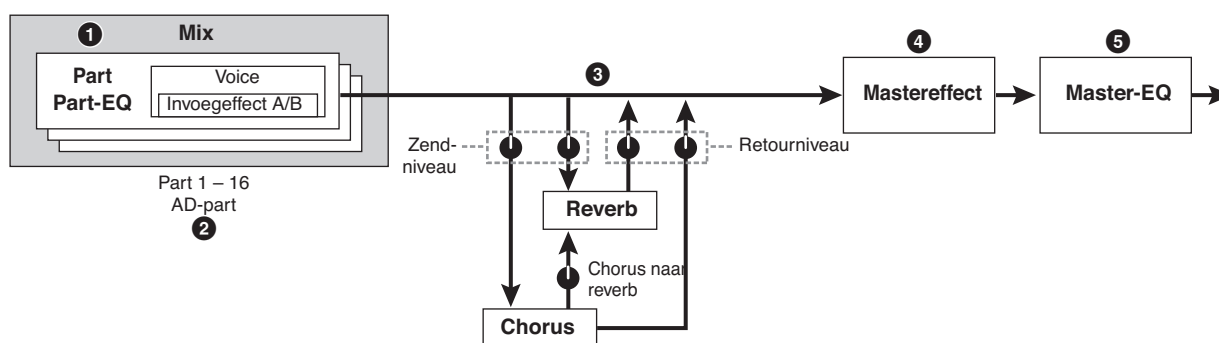 1
Mix
Part
Part-EQ
Voice
Invoegeffect A/B
Part 1 – 16
AD-part
2
3
Zend-
niveau
Retourniveau
Reverb
Chorus naar
reverb
Chorus
4
Mastereffect
5
Master-EQ